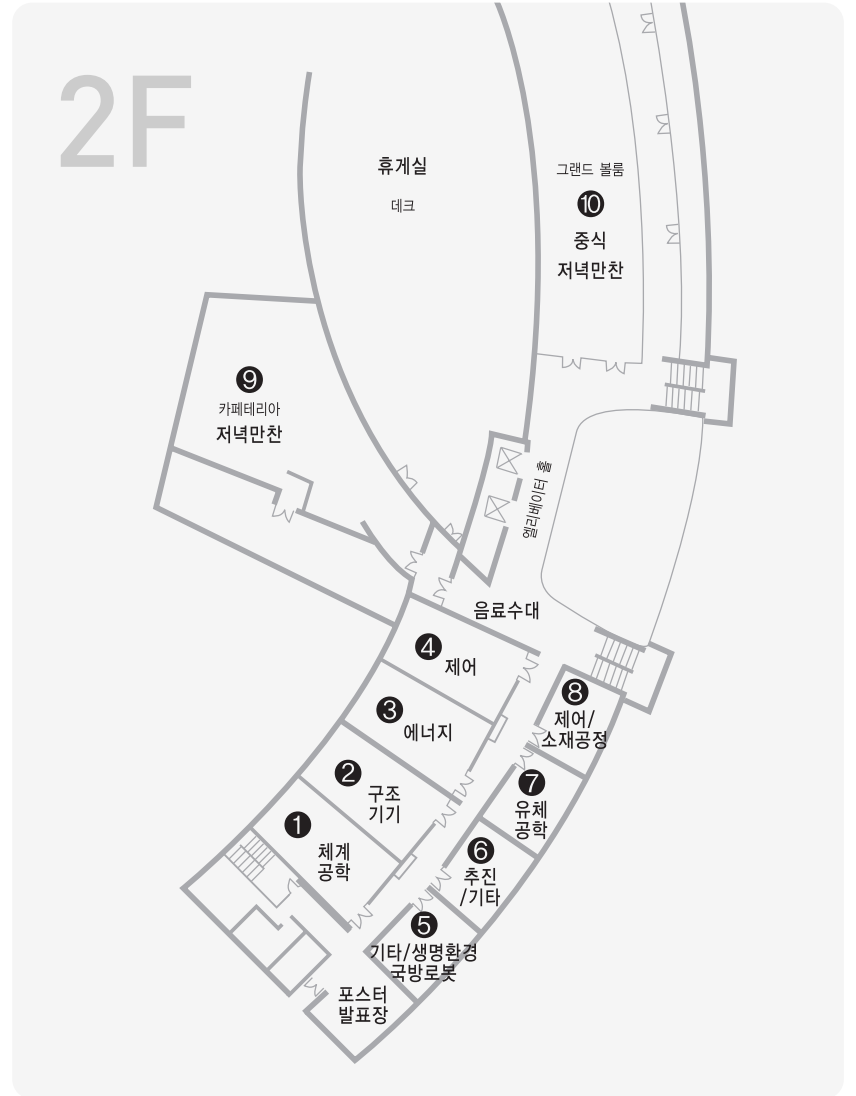 2F
휴게실
데크
그랜드 볼룸
10
중식
저녁만찬
9
카페테리아
저녁만찬
엘리베이터 홀
음료수대
4
제어
3
에너지
2
구조
기기
1
체계
공학
8
제어/
소재공정
7
유체
공학
6
추진
/기타
5
기타/생명환경
국방로봇
포스터
발표장